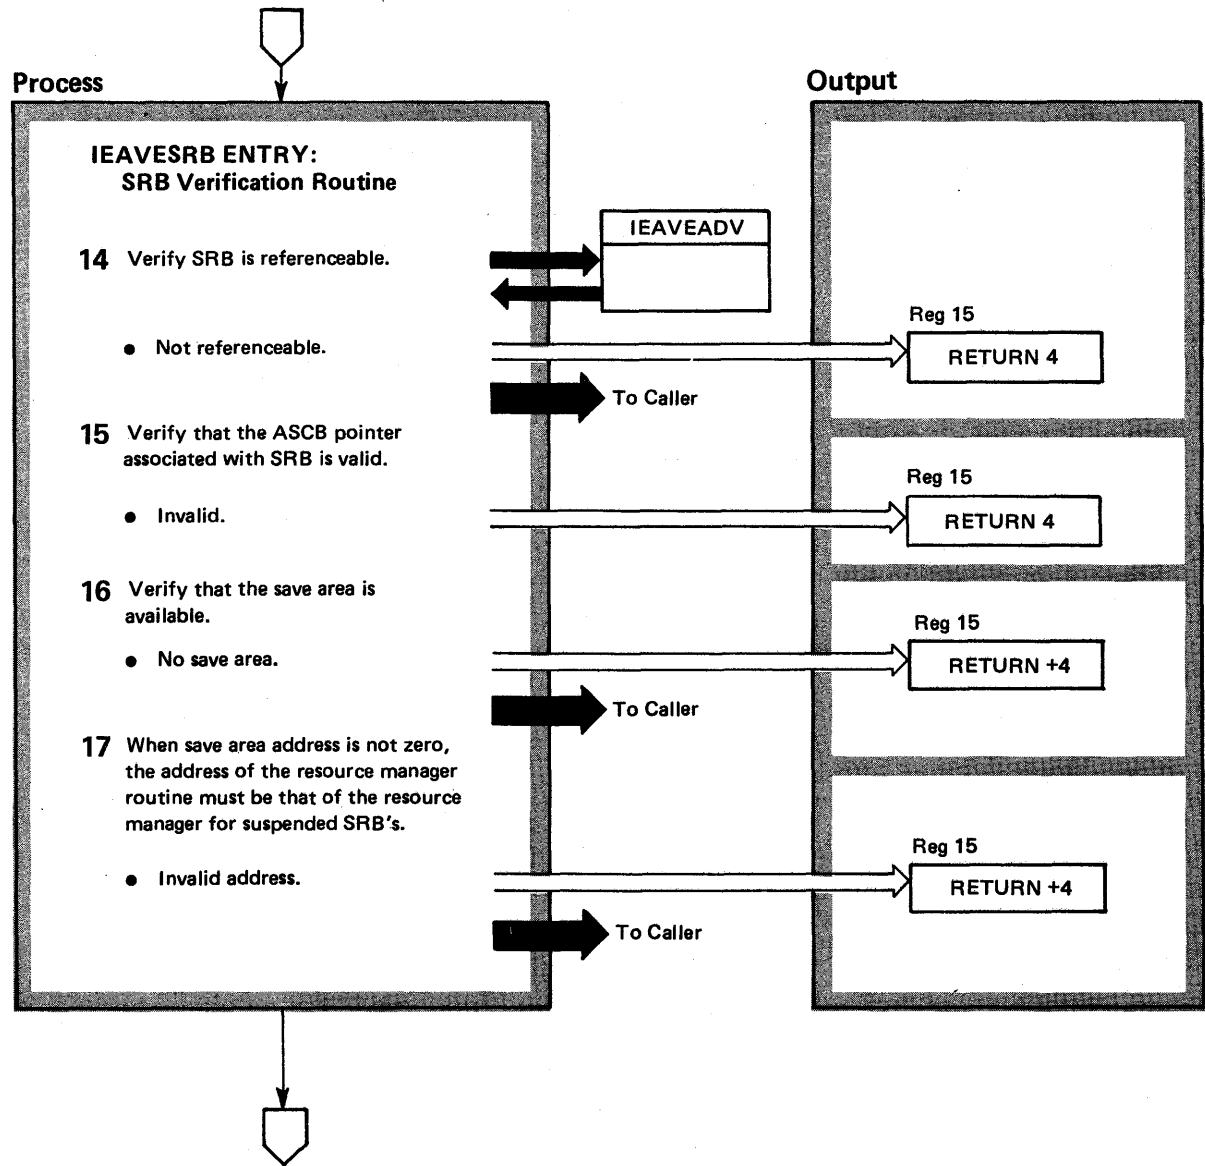 Process
Output
IEAVESRB ENTRY:
SRB Verification Routine
IEAVEADV
14 Verify SRB is referenceable.
Reg 15
• Not referenceable.
RETURN 4
To Caller
15 Verify that the ASCB pointer
associated with SRB is valid.
Reg 15
• Invalid.
RETURN 4
16 Verify that the save area is
available.
Reg 15
• No save area.
RETURN +4
To Caller
17 When save area address is not zero,
the address of the resource manager
routine must be that of the resource
manager for suspended SRB's.
Reg 15
• Invalid address.
RETURN +4
To Caller